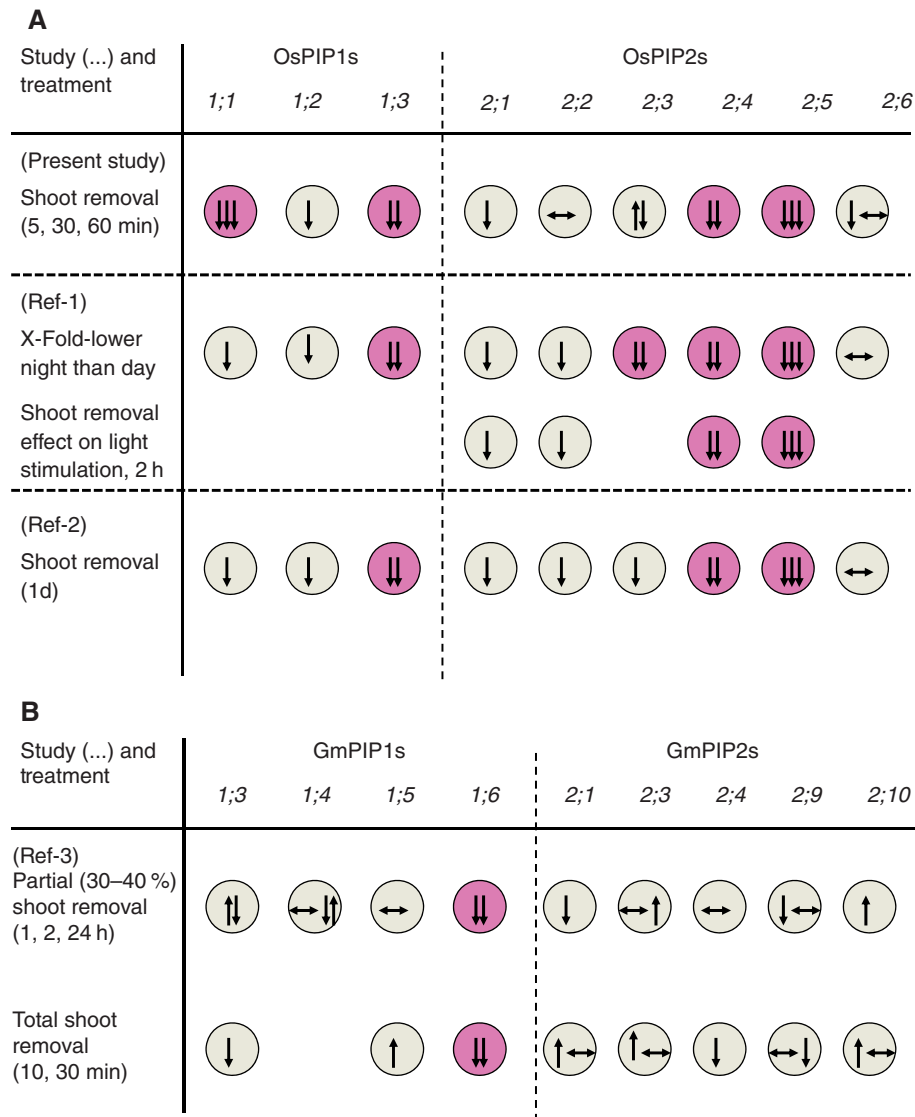 A
Study (...) and
treatment
OsPIP1s
OsPIP2s
1;1 1;2 1;3 2;1 2;2 2;3 2;4 2;5 2;6
(Present study)
Shoot removal
(5, 30, 60 min)
(Ref-1)
X-Fold-lower
night than day
Shoot removal
effect on light
stimulation, 2 h
(Ref-2)
Shoot removal
(1d)
B
Study (...) and
treatment
GmPIP1s
GmPIP2s
1;3 1;4 1;5 1;6 2;1 2;3 2;4 2;9 2;10
(Ref-3)
Partial (30–40 %)
shoot removal
(1, 2, 24 h)
Total shoot
removal
(10, 30 min)